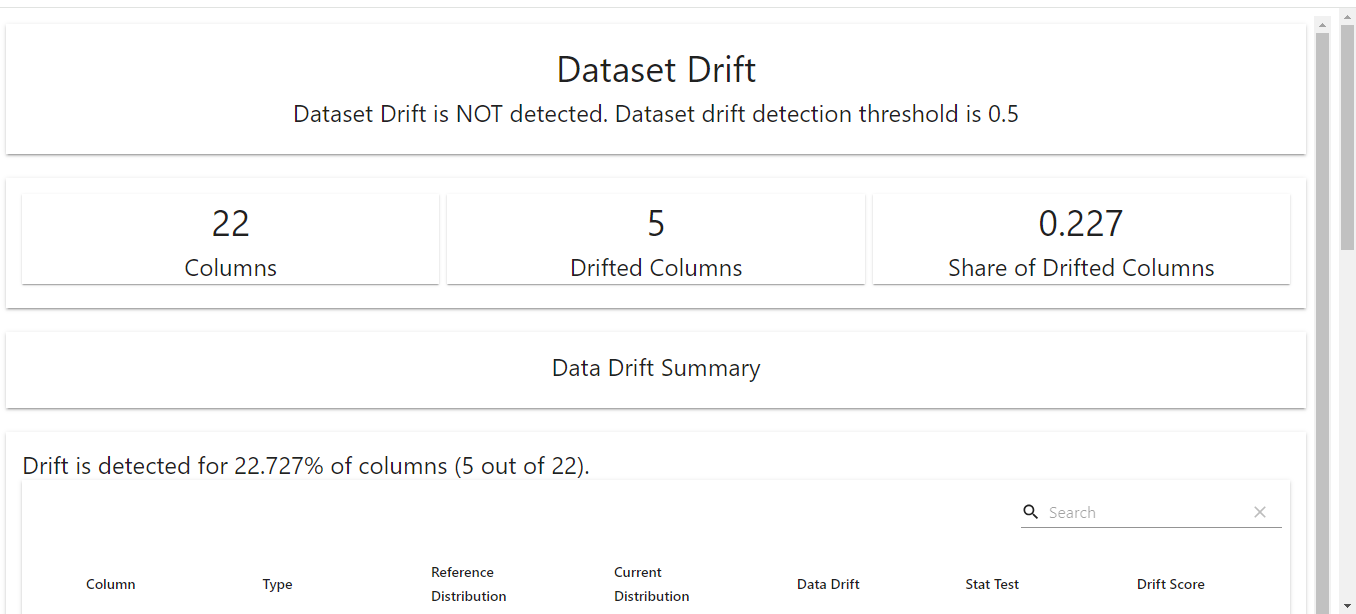 Dataset Drift
Dataset Drift is NOT detected. Dataset drift detection threshold is 0.5
22
Columns
5
Drifted Columns
0.227
Share of Drifted Columns
Data Drift Summary
Drift is detected for 22.727% of columns (5 out of 22).
Search
Column
Type
Reference
Distribution
Current
Distribution
Data Drift
Stat Test
Drift Score